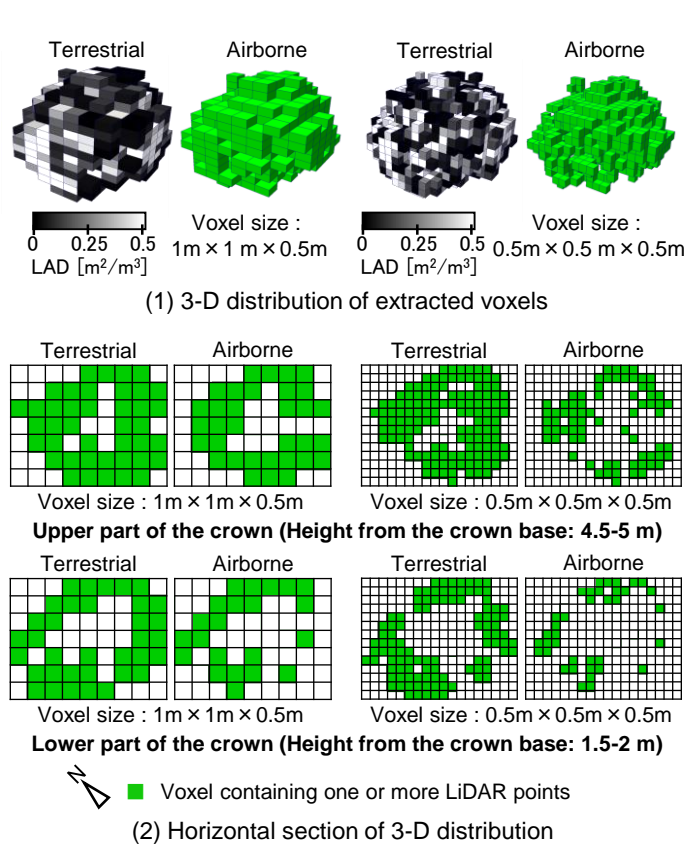 Terrestrial Airborne Terrestrial Airborne
0 0.25 0.5
LAD [m²/m³]
Voxel size :
1m×1 m×0.5m
0 0.25 0.5
LAD [m²/m³]
Voxel size :
0.5m×0.5 m×0.5m
(1) 3-D distribution of extracted voxels
Terrestrial Airborne Terrestrial Airborne
Voxel size : 1m×1m×0.5m Voxel size : 0.5m×0.5m×0.5m
Upper part of the crown (Height from the crown base: 4.5-5 m)
Terrestrial Airborne Terrestrial Airborne
Voxel size : 1m×1m×0.5m Voxel size : 0.5m×0.5m×0.5m
Lower part of the crown (Height from the crown base: 1.5-2 m)
N
Voxel containing one or more LiDAR points
(2) Horizontal section of 3-D distribution